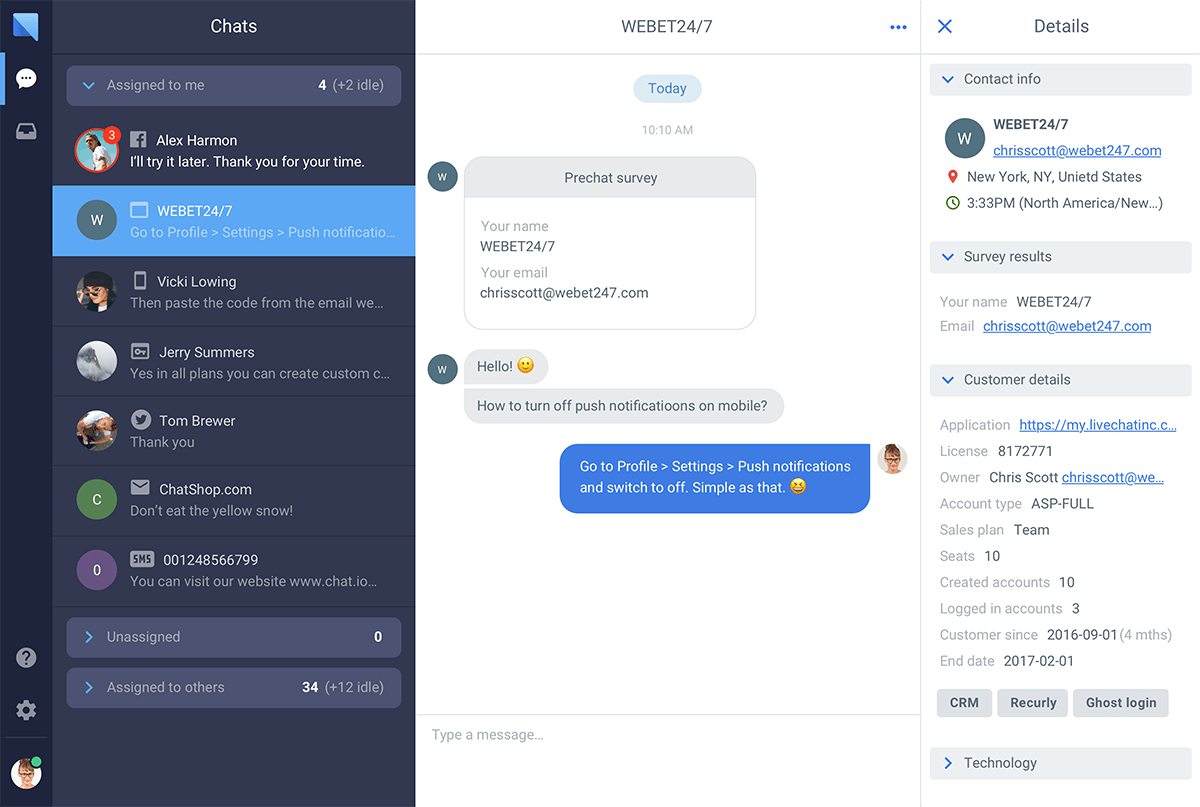 Chats
Assigned to me 4 (+2 idle)
3
Alex Harmon
I'll try it later. Thank you for your time.
W
WEBET24/7
Go to Profile > Settings > Push notificatio...
Vicki Lowing
Then paste the code from the email we...
Jerry Summers
Yes in all plans you can create custom c...
Tom Brewer
Thank you
C
ChatShop.com
Don't eat the yellow snow!
0
SMS 001248566799
You can visit our website www.chat.io...
Unassigned 0
Assigned to others 34 (+12 idle)
?
WEBET24/7
Today
10:10 AM
W
Prechat survey
Your name
WEBET24/7
Your email
chrisscott@webet247.com
W
Hello! 🙂
How to turn off push notificatioons on mobile?
Go to Profile > Settings > Push notifications
and switch to off. Simple as that. 😆
Type a message...
Details
Contact info
W
WEBET24/7
chrisscott@webet247.com
New York, NY, Unietd States
3:33PM (North America/New...)
Survey results
Your name WEBET24/7
Email chrisscott@webet247.com
Customer details
Application https://my.livechatinc.c...
License 8172771
Owner Chris Scott chrisscott@we...
Account type ASP-FULL
Sales plan Team
Seats 10
Created accounts 10
Logged in accounts 3
Customer since 2016-09-01 (4 mths)
End date 2017-02-01
CRM Recurly Ghost login
Technology